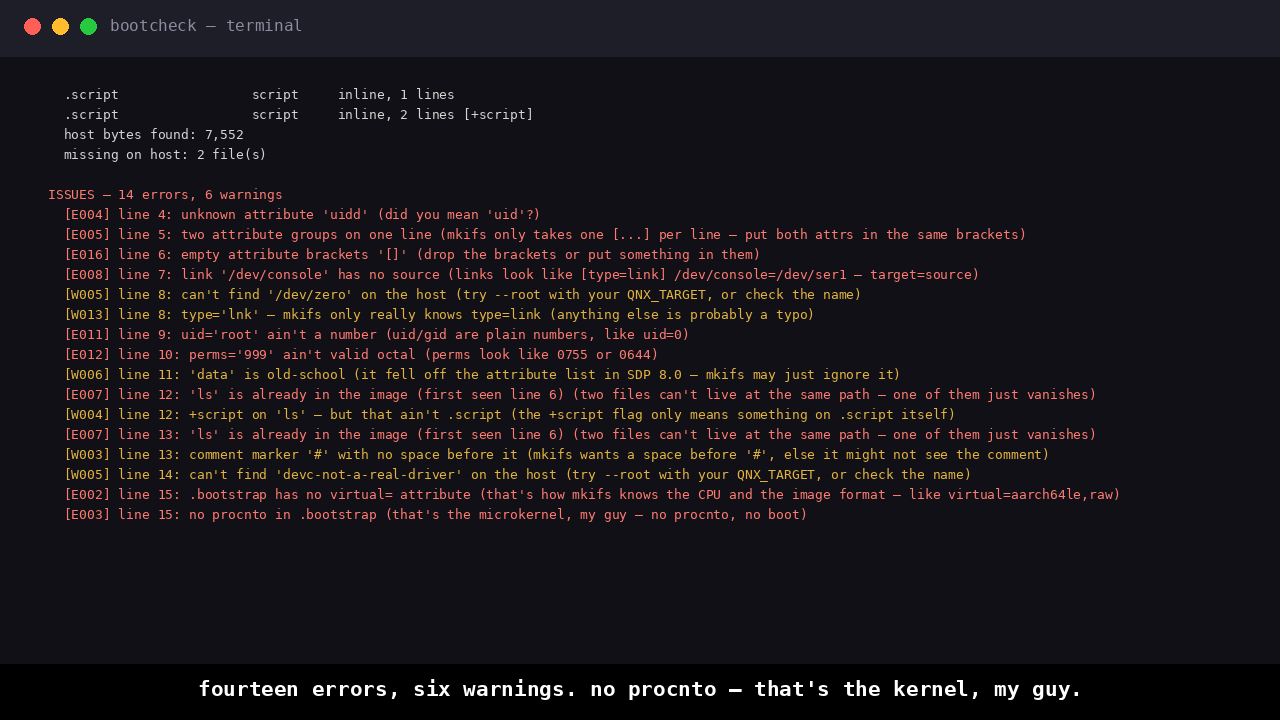 bootcheck — terminal
.script                 script     inline, 1 lines
.script                 script     inline, 2 lines [+script]
host bytes found: 7,552
missing on host: 2 file(s)
ISSUES — 14 errors, 6 warnings
[E004] line 4: unknown attribute 'uidd' (did you mean 'uid'?)
[E005] line 5: two attribute groups on one line (mkifs only takes one [...] per line — put both attrs in the same brackets)
[E016] line 6: empty attribute brackets '[]' (drop the brackets or put something in them)
[E008] line 7: link '/dev/console' has no source (links look like [type=link] /dev/console=/dev/ser1 — target=source)
[W005] line 8: can't find '/dev/zero' on the host (try --root with your QNX_TARGET, or check the name)
[W013] line 8: type='lnk' — mkifs only really knows type=link (anything else is probably a typo)
[E011] line 9: uid='root' ain't a number (uid/gid are plain numbers, like uid=0)
[E012] line 10: perms='999' ain't valid octal (perms look like 0755 or 0644)
[W006] line 11: 'data' is old-school (it fell off the attribute list in SDP 8.0 — mkifs may just ignore it)
[E007] line 12: 'ls' is already in the image (first seen line 6) (two files can't live at the same path — one of them just vanishes)
[W004] line 12: +script on 'ls' — but that ain't .script (the +script flag only means something on .script itself)
[E007] line 13: 'ls' is already in the image (first seen line 6) (two files can't live at the same path — one of them just vanishes)
[W003] line 13: comment marker '#' with no space before it (mkifs wants a space before '#', else it might not see the comment)
[W005] line 14: can't find 'devc-not-a-real-driver' on the host (try --root with your QNX_TARGET, or check the name)
[E002] line 15: .bootstrap has no virtual= attribute (that's how mkifs knows the CPU and the image format — like virtual=aarch64le,raw)
[E003] line 15: no procnto in .bootstrap (that's the microkernel, my guy — no procnto, no boot)
fourteen errors, six warnings. no procnto — that's the kernel, my guy.